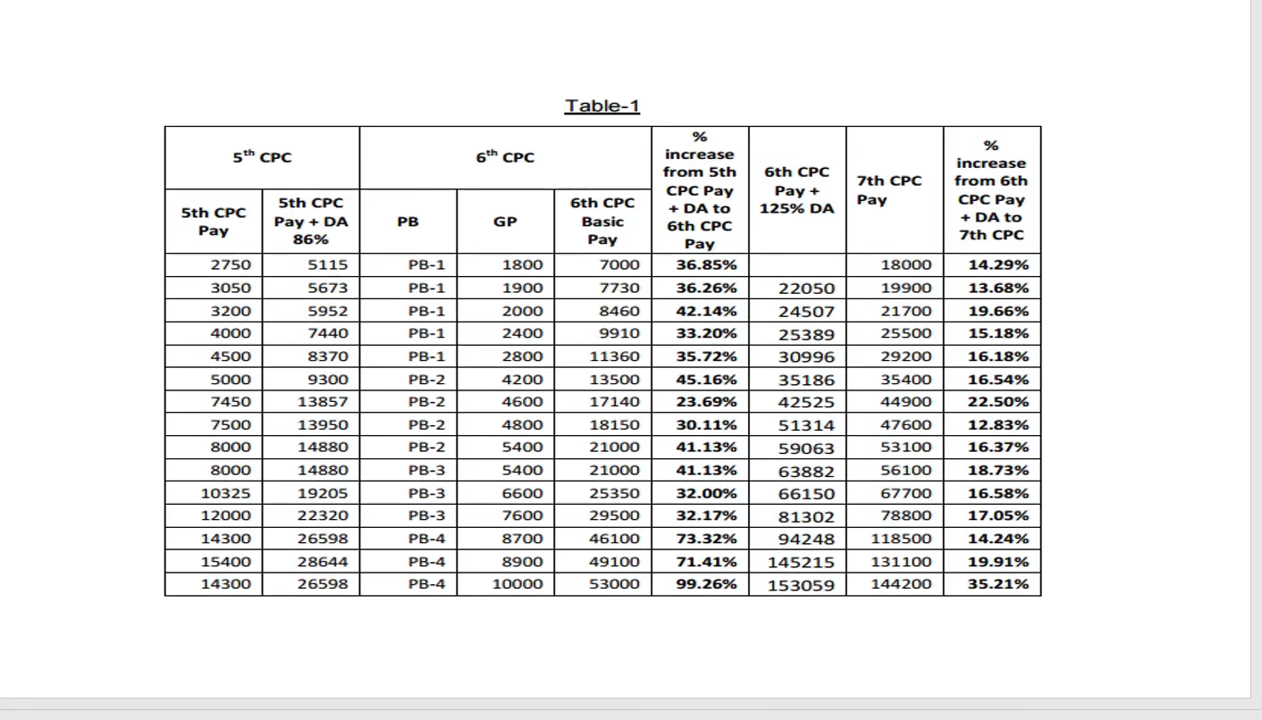 Table-1
5th CPC 6th CPC % increase from 5th CPC Pay + DA to 6th CPC Pay 6th CPC Pay + 125% DA 7th CPC Pay % increase from 6th CPC Pay + DA to 7th CPC
5th CPC Pay 5th CPC Pay + DA 86% PB GP 6th CPC Basic Pay
2750 5115 PB-1 1800 7000 36.85% 18000 14.29%
3050 5673 PB-1 1900 7730 36.26% 22050 19900 13.68%
3200 5952 PB-1 2000 8460 42.14% 24507 21700 19.66%
4000 7440 PB-1 2400 9910 33.20% 25389 25500 15.18%
4500 8370 PB-1 2800 11360 35.72% 30996 29200 16.18%
5000 9300 PB-2 4200 13500 45.16% 35186 35400 16.54%
7450 13857 PB-2 4600 17140 23.69% 42525 44900 22.50%
7500 13950 PB-2 4800 18150 30.11% 51314 47600 12.83%
8000 14880 PB-2 5400 21000 41.13% 59063 53100 16.37%
8000 14880 PB-3 5400 21000 41.13% 63882 56100 18.73%
10325 19205 PB-3 6600 25350 32.00% 66150 67700 16.58%
12000 22320 PB-3 7600 29500 32.17% 81302 78800 17.05%
14300 26598 PB-4 8700 46100 73.32% 94248 118500 14.24%
15400 28644 PB-4 8900 49100 71.41% 145215 131100 19.91%
14300 26598 PB-4 10000 53000 99.26% 153059 144200 35.21%